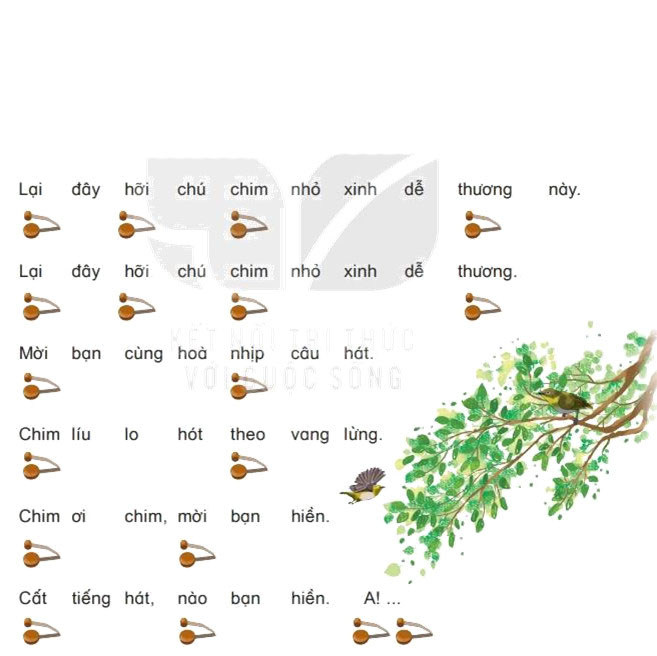 Lại đây hỡi chú chim nhỏ xinh dễ thương này.
Lại đây hỡi chú chim nhỏ xinh dễ thương.
KẾT NỐI TRI THỨC
Mời bạn cùng hoà nhịp câu hát.
VỚI CUỘC SỐNG
Chim líu lo hót theo vang lừng.
Chim ơi chim, mời bạn hiền.
Cất tiếng hát, nào bạn hiền. A! ...